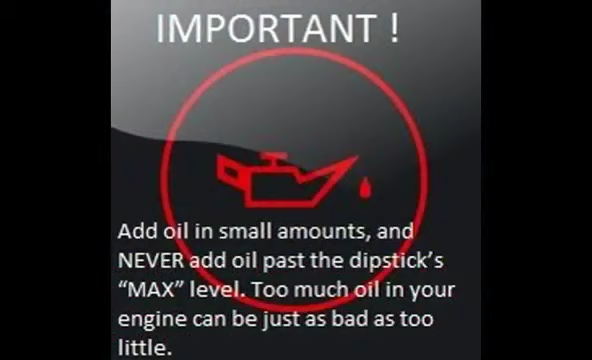 IMPORTANT !
Add oil in small amounts, and
NEVER add oil past the dipstick's
“MAX” level. Too much oil in your
engine can be just as bad as too
little.